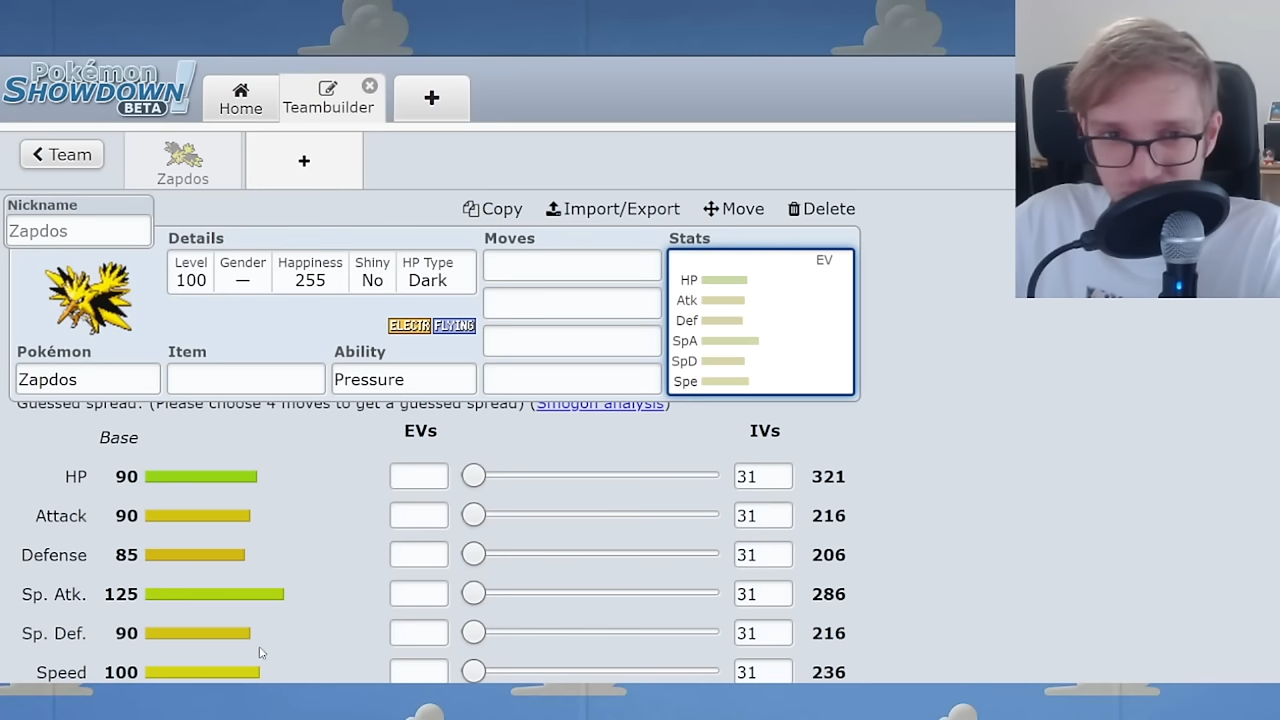 Pokémon
SHOWDOWN!
BETA
Home
Teambuilder
+
Team
Zapdos
+
Nickname
Zapdos
Copy
Import/Export
Move
Delete
Details
Moves
Stats
Level
Gender
Happiness
Shiny
HP Type
100
—
255
No
Dark
EV
HP
Atk
Def
SpA
SpD
Spe
ELECTR FLYING
Pokémon
Item
Ability
Zapdos
Pressure
Guessed spread: (Please choose 4 moves to get a guessed spread) (Smogon analysis)
Base
EVs
IVs
HP 90 31 321
Attack 90 31 216
Defense 85 31 206
Sp. Atk. 125 31 286
Sp. Def. 90 31 216
Speed 100 31 236